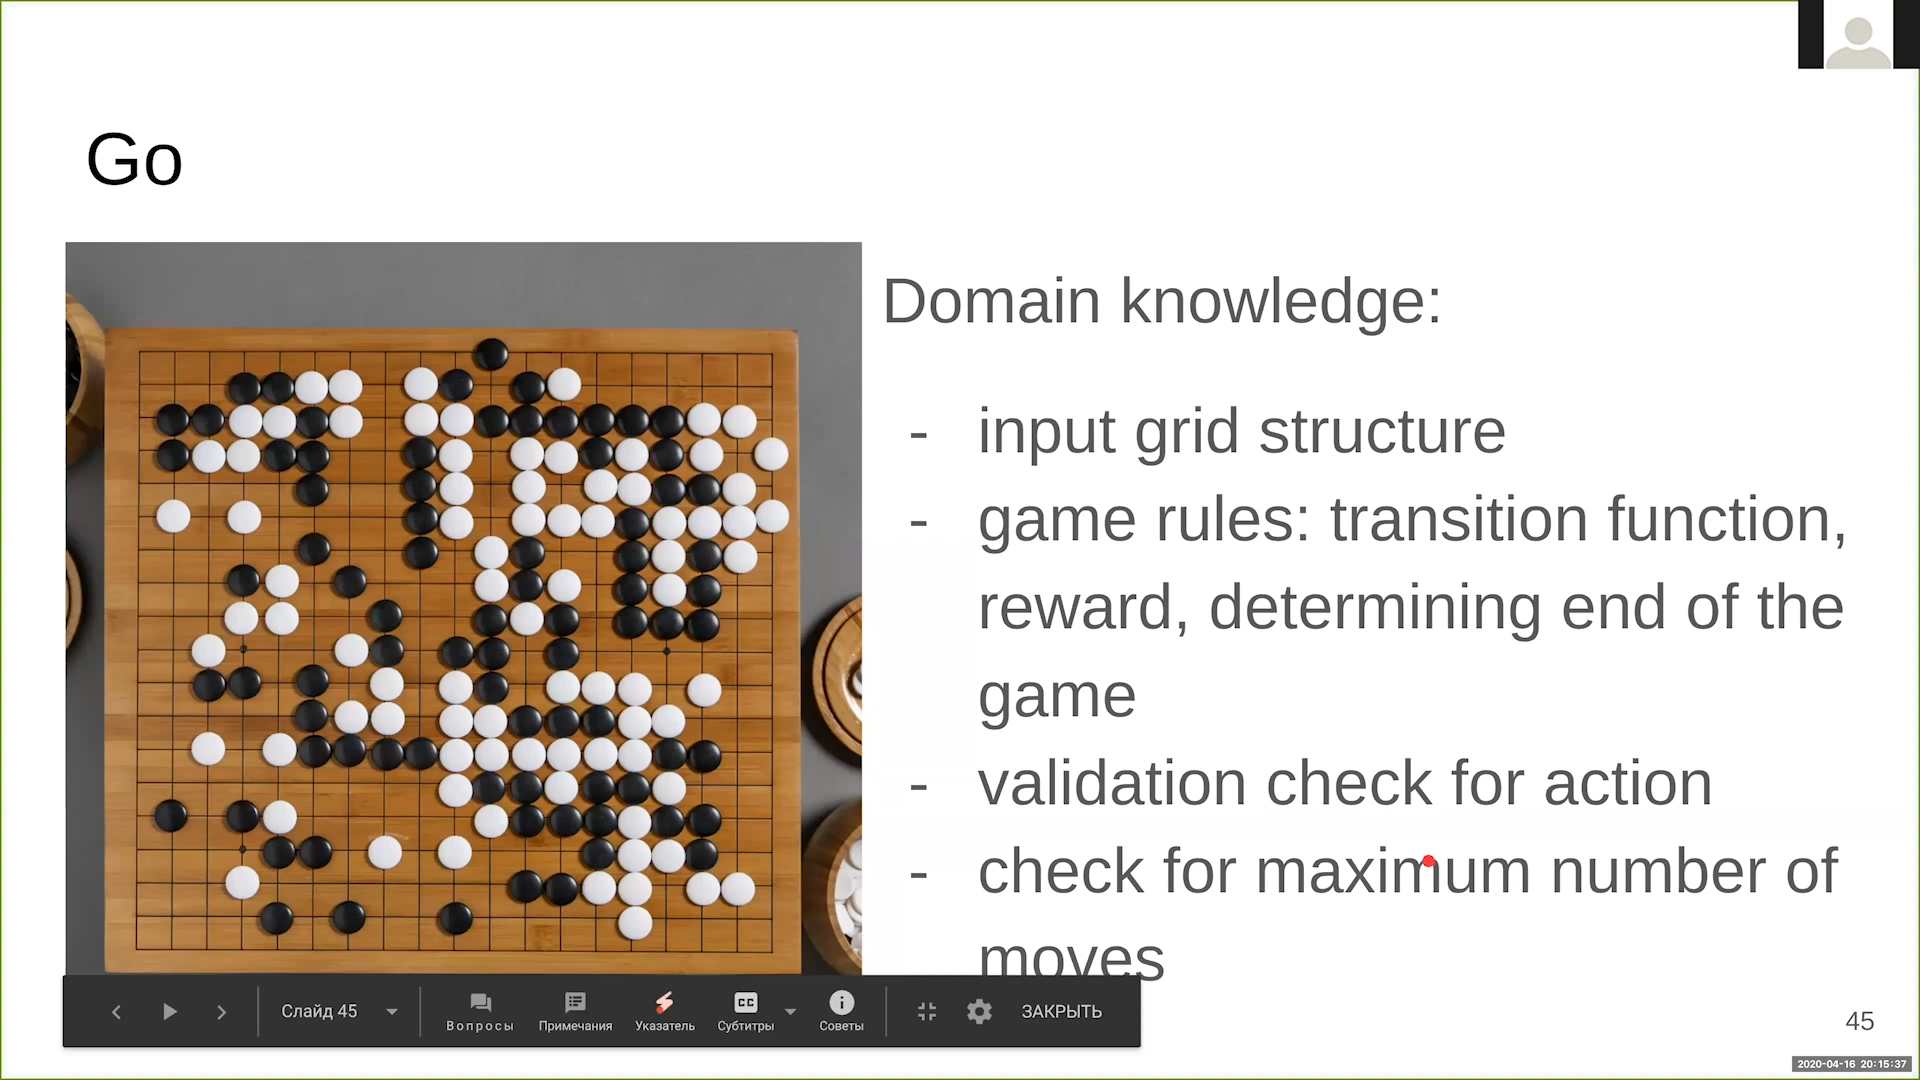 Go
Domain knowledge:
- input grid structure
- game rules: transition function,
reward, determining end of the
game
- validation check for action
- check for maximum number of
moves
Слайд 45
Вопросы
Примечания
Указатель
CC
Субтитры
Советы
ЗАКРЫТЬ
45
2020-04-16 20:15:37